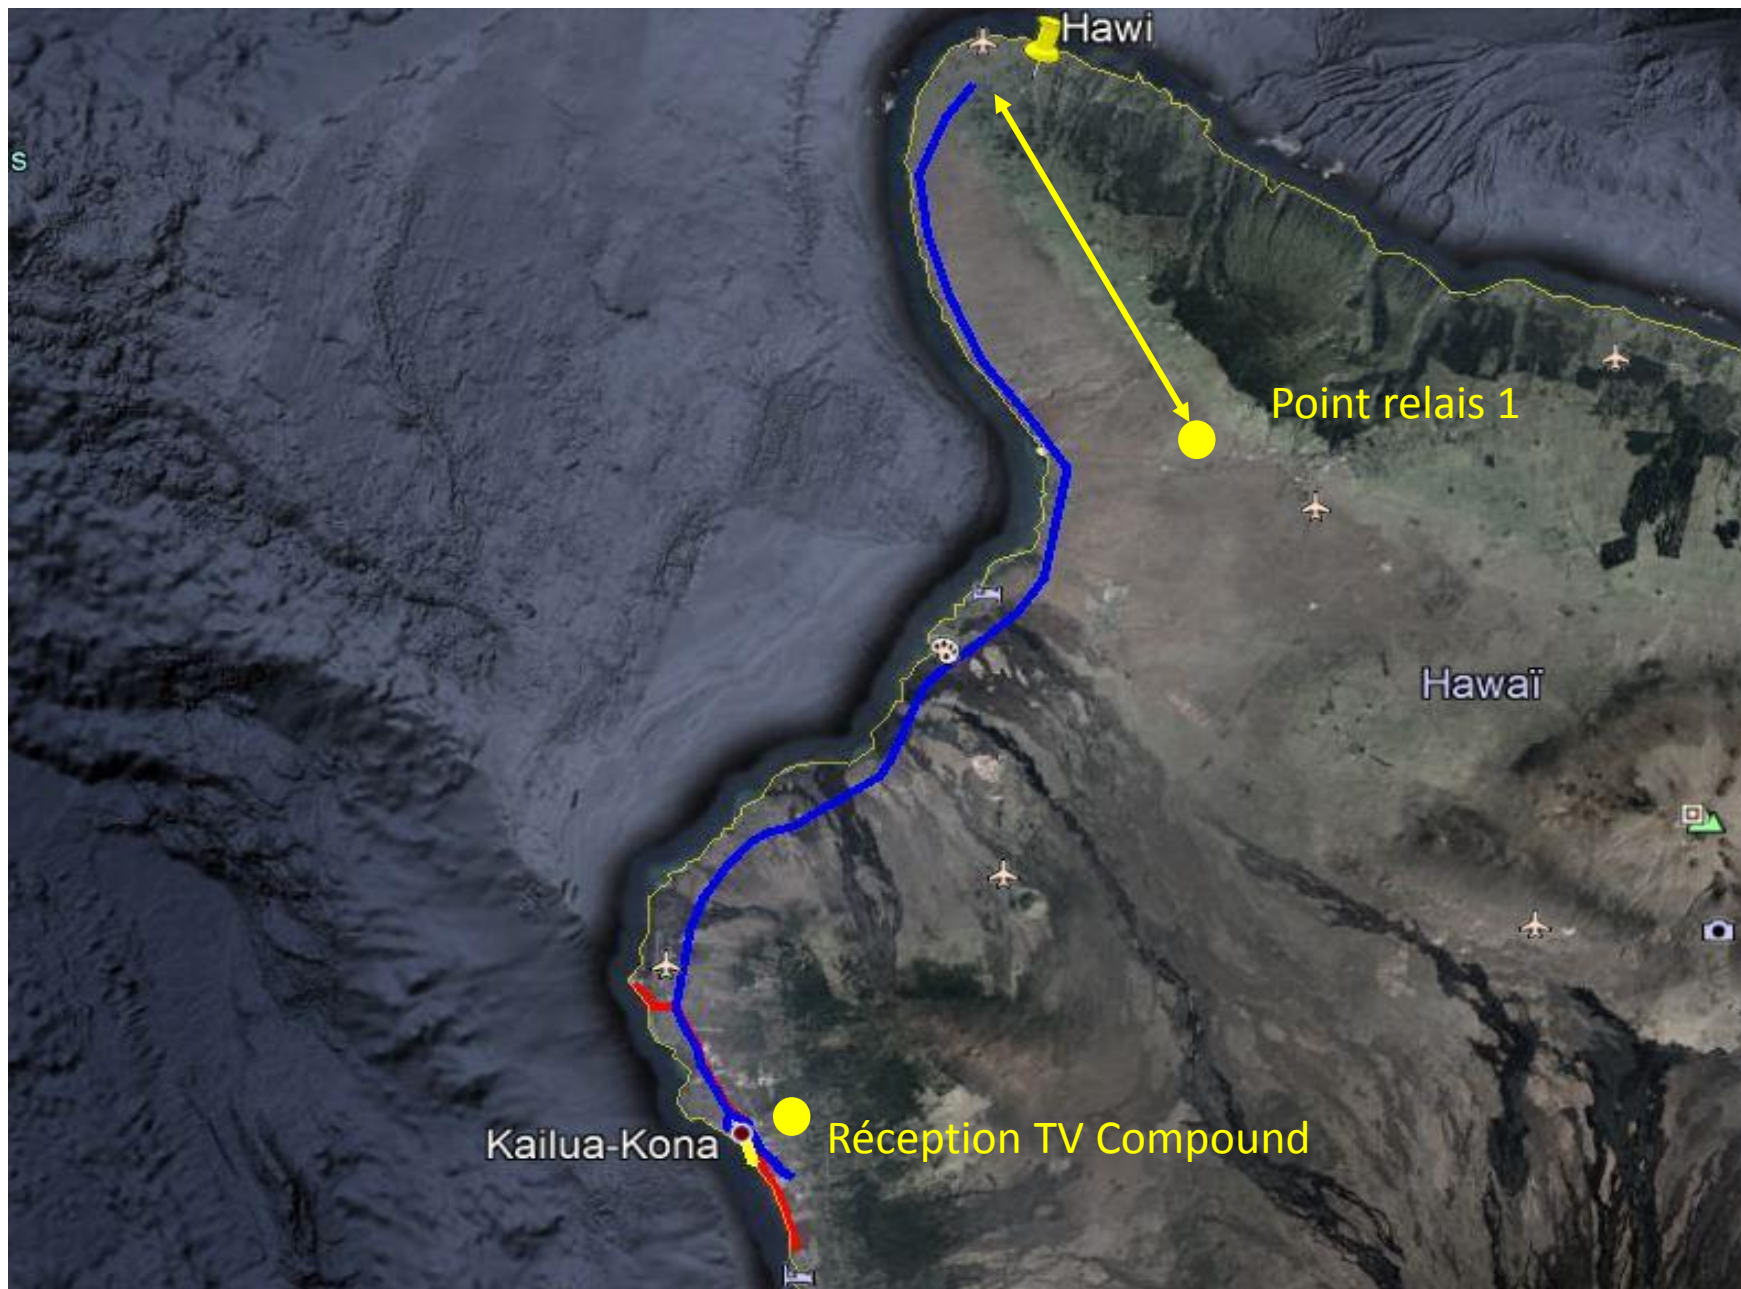 Hawi
s
Point relais 1
Hawaï
Kailua-Kona
Réception TV Compound